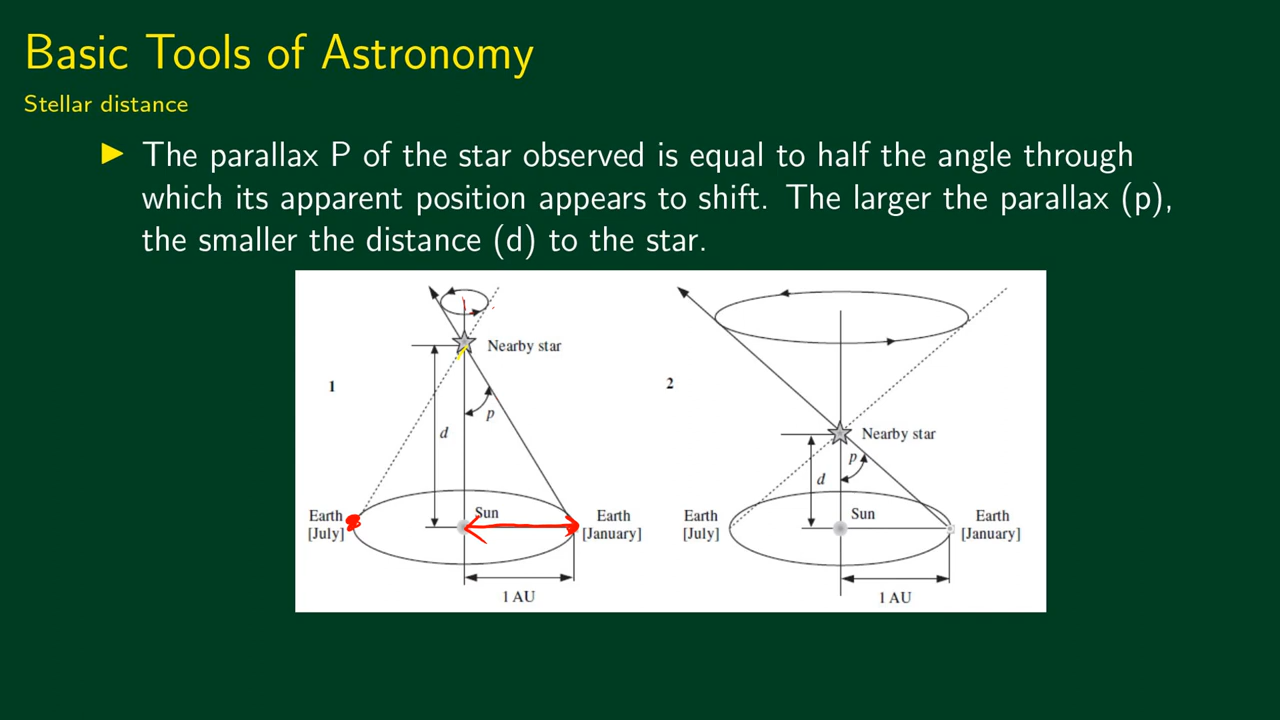 Basic Tools of Astronomy
Stellar distance
The parallax P of the star observed is equal to half the angle through
which its apparent position appears to shift. The larger the parallax (p),
the smaller the distance (d) to the star.
Nearby star
1
p
d
Sun
Earth
[July]
Earth
[January]
1 AU
2
Nearby star
p
d
Sun
Earth
[July]
Earth
[January]
1 AU